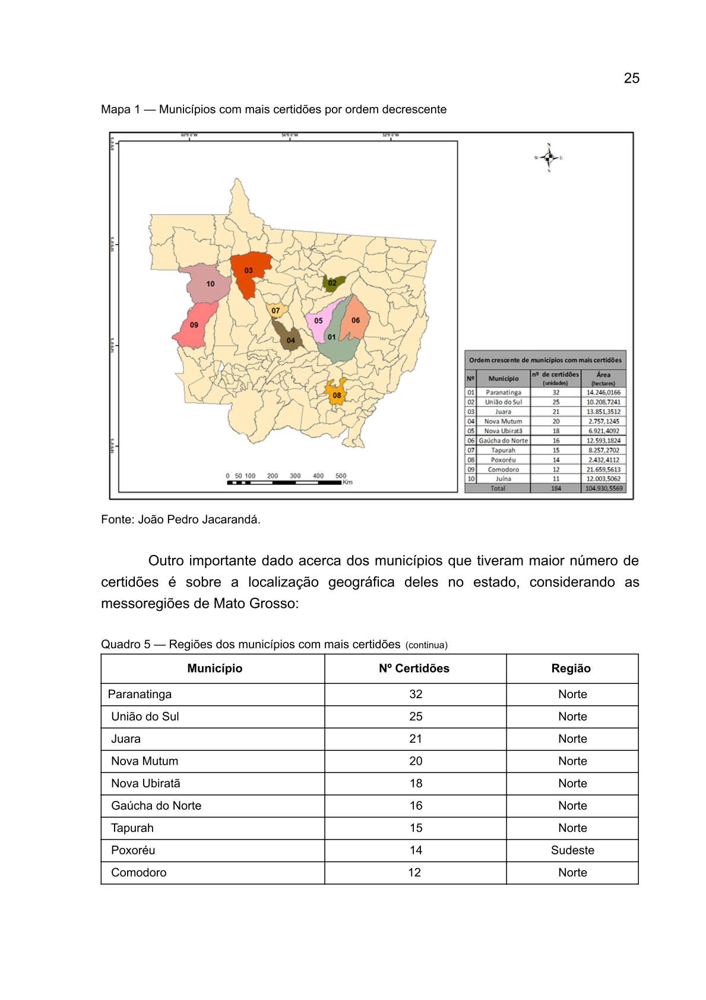 25
Mapa 1 — Municípios com mais certidões por ordem decrescente
60°0'0"W 56°0'0"W 52°0'0"W
N
W E
S
03
10
02
07
05
06
09
01
04
08
Ordem crescente de municípios com mais certidões
Nº Município nº de certidões (unidades) Área (hectares)
01 Paranatinga 32 14.246,0166
02 União do Sul 25 10.208,7241
03 Juara 21 13.851,3512
04 Nova Mutum 20 2.757,1245
05 Nova Ubiratã 18 6.921,4092
06 Gaúcha do Norte 16 12.593,1824
07 Tapurah 15 8.257,2702
08 Poxoréu 14 2.432,4112
09 Comodoro 12 21.659,5613
10 Juína 11 12.003,5062
Total 184 104.930,5569
0 50 100 200 300 400 500
Km
Fonte: João Pedro Jacarandá.
Outro importante dado acerca dos municípios que tiveram maior número de
certidões é sobre a localização geográfica deles no estado, considerando as
messoregiões de Mato Grosso:
Quadro 5 — Regiões dos municípios com mais certidões (continua)
Município Nº Certidões Região
Paranatinga 32 Norte
União do Sul 25 Norte
Juara 21 Norte
Nova Mutum 20 Norte
Nova Ubiratã 18 Norte
Gaúcha do Norte 16 Norte
Tapurah 15 Norte
Poxoréu 14 Sudeste
Comodoro 12 Norte